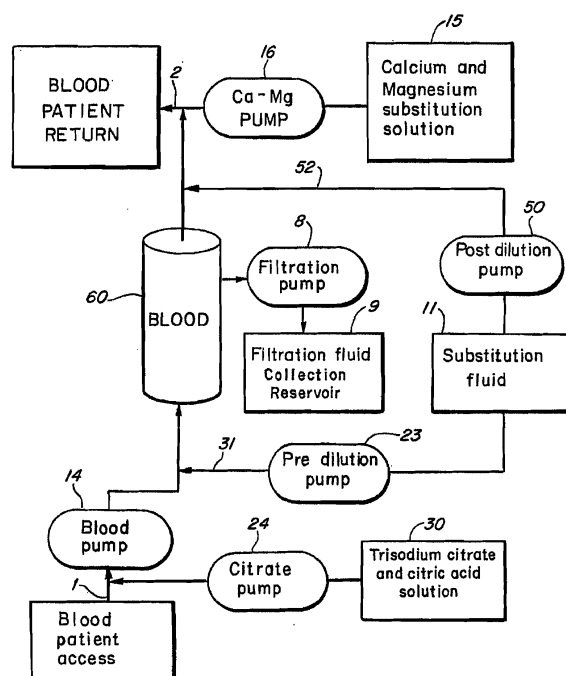 15
16
2
BLOOD
PATIENT
RETURN
Ca-Mg
PUMP
Calcium and
Magnesium
substitution
solution
52
50
8
Post dilution
pump
60
Filtration
pump
BLOOD
9
11
Filtration fluid
Collection
Reservoir
Substitution
fluid
31
23
Pre dilution
pump
14
Blood
pump
24
30
Citrate
pump
Trisodium citrate
and citric acid
solution
1
Blood
patient
access